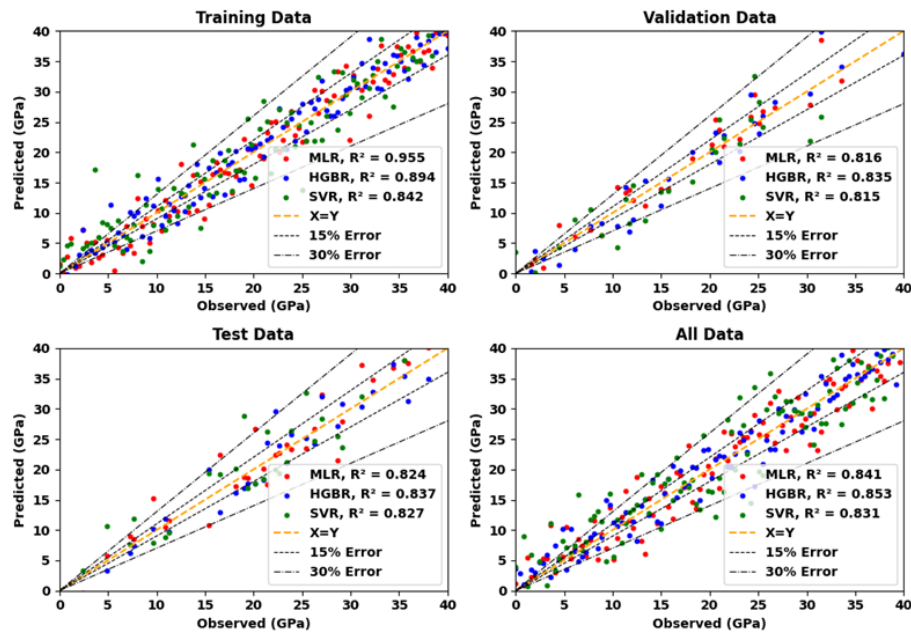 Training Data
Predicted (GPa)
40
35
30
25
20
15
10
5
0
MLR, R² = 0.955
HGBR, R² = 0.894
SVR, R² = 0.842
X=Y
15% Error
30% Error
0 5 10 15 20 25 30 35 40
Observed (GPa)
Validation Data
Predicted (GPa)
40
35
30
25
20
15
10
5
0
MLR, R² = 0.816
HGBR, R² = 0.835
SVR, R² = 0.815
X=Y
15% Error
30% Error
0 5 10 15 20 25 30 35 40
Observed (GPa)
Test Data
Predicted (GPa)
40
35
30
25
20
15
10
5
0
MLR, R² = 0.824
HGBR, R² = 0.837
SVR, R² = 0.827
X=Y
15% Error
30% Error
0 5 10 15 20 25 30 35 40
Observed (GPa)
All Data
Predicted (GPa)
40
35
30
25
20
15
10
5
0
MLR, R² = 0.841
HGBR, R² = 0.853
SVR, R² = 0.831
X=Y
15% Error
30% Error
0 5 10 15 20 25 30 35 40
Observed (GPa)